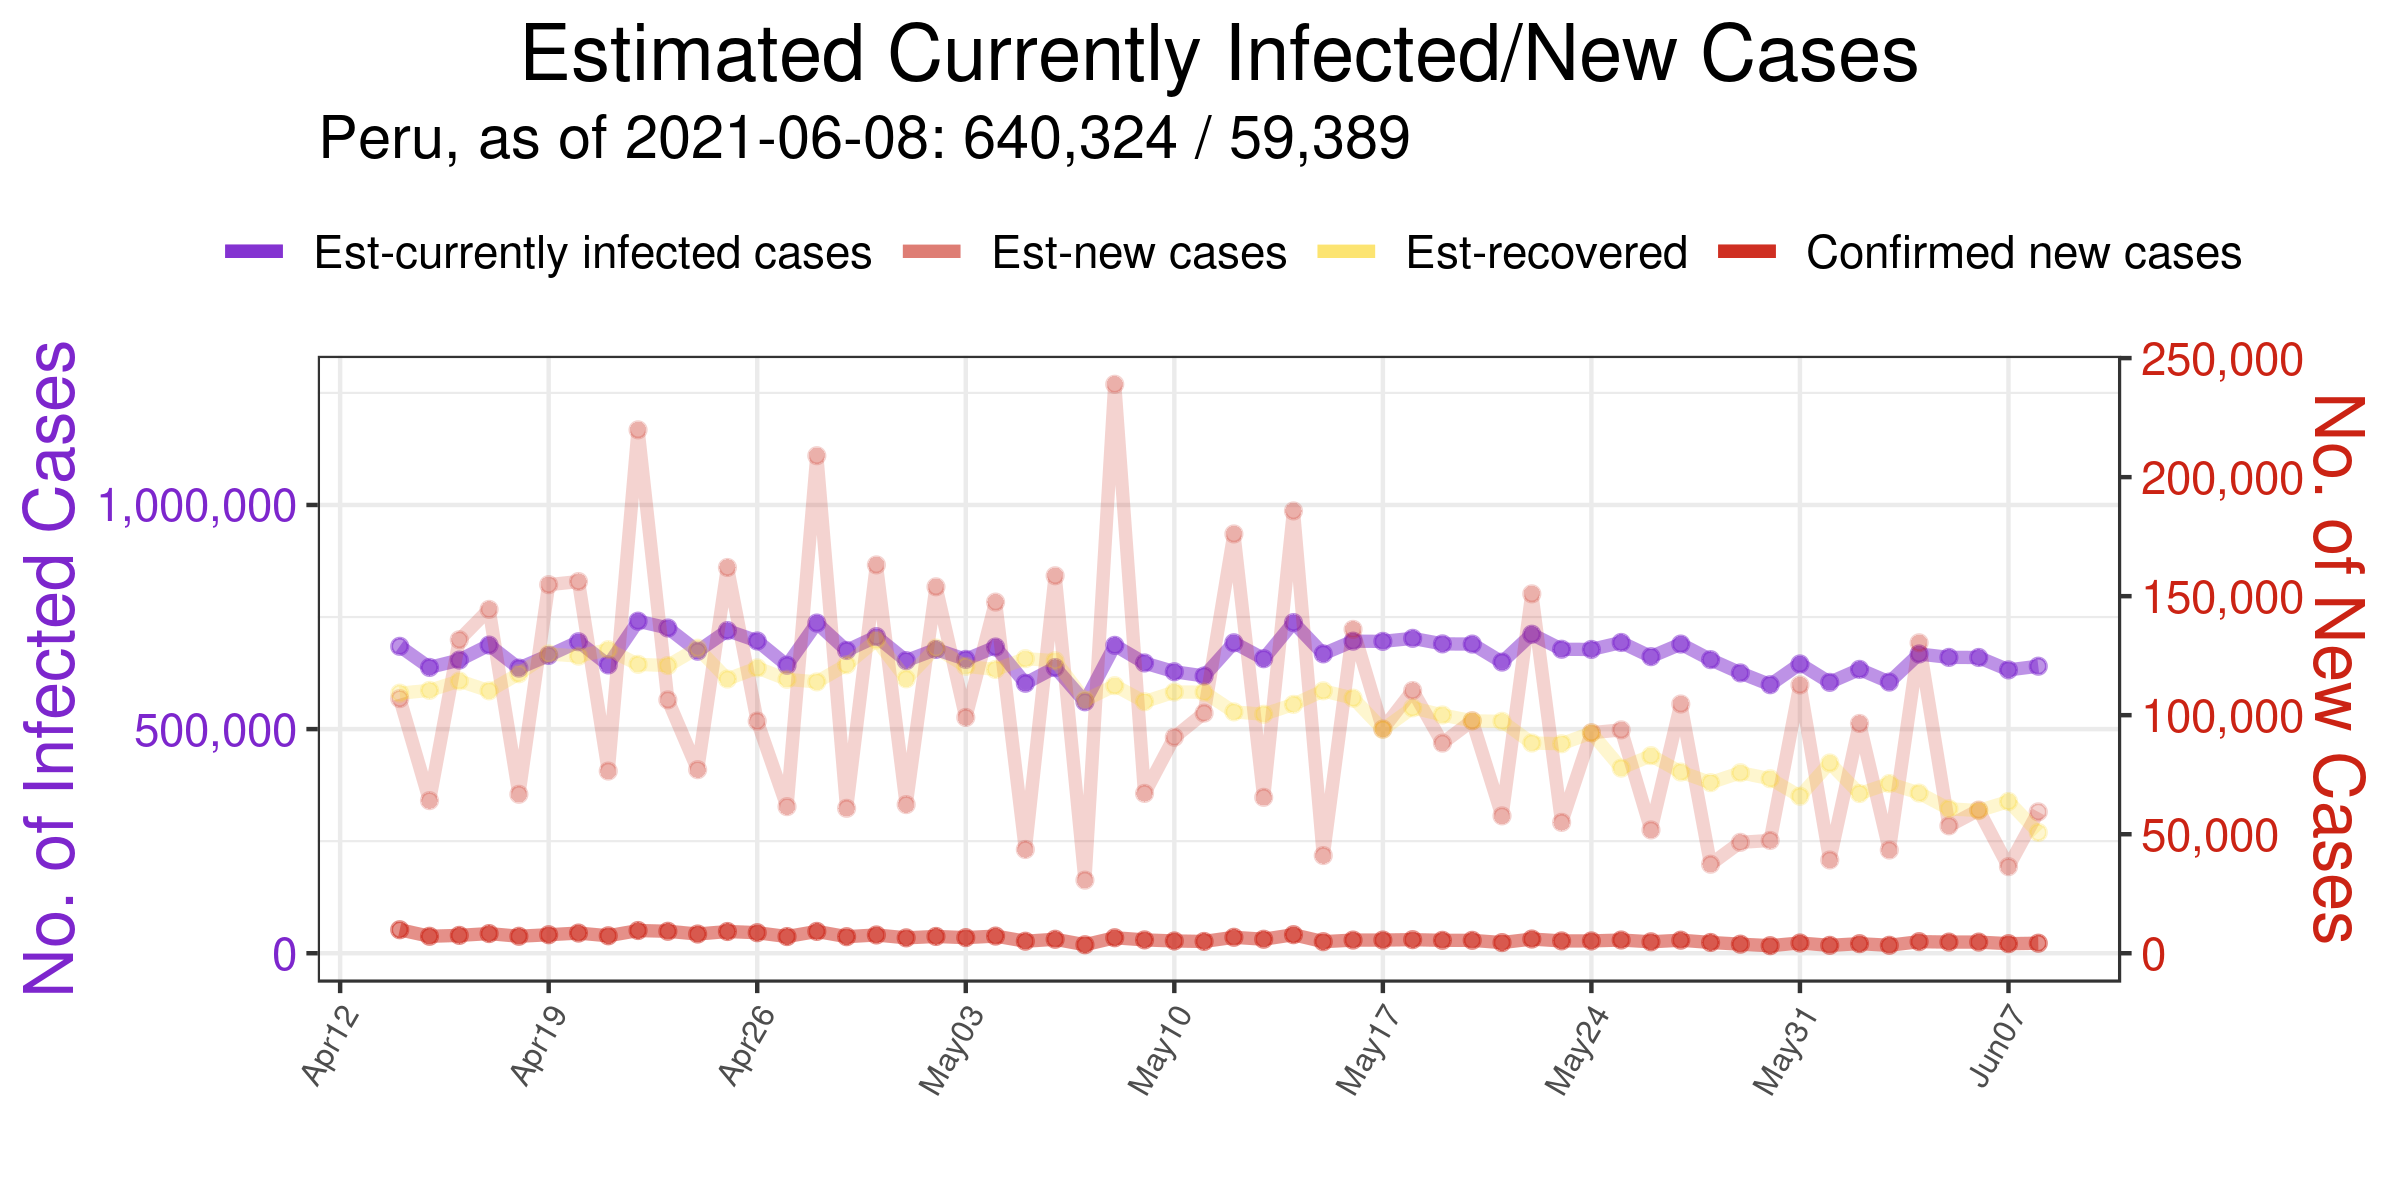 Estimated Currently Infected/New Cases
Peru, as of 2021-06-08: 640,324 / 59,389
Est-currently infected cases Est-new cases Est-recovered Confirmed new cases
No. of Infected Cases
1,000,000
500,000
0
250,000
200,000
150,000
100,000
50,000
0
No. of New Cases
Apr12 Apr19 Apr26 May03 May10 May17 May24 May31 Jun07